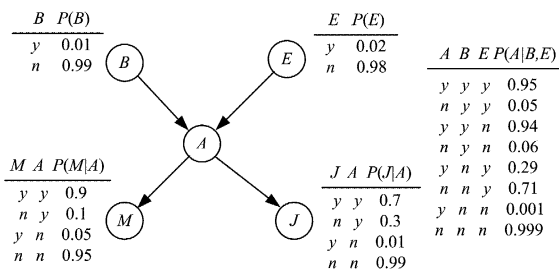 B P(B)
y 0.01
n 0.99
B
E P(E)
y 0.02
n 0.98
E
A B E P(A|B,E)
y y y 0.95
n y y 0.05
y y n 0.94
n y n 0.06
y n y 0.29
n n y 0.71
y n n 0.001
n n n 0.999
A
M A P(M|A)
y y 0.9
n y 0.1
y n 0.05
n n 0.95
M
J A P(J|A)
y y 0.7
n y 0.3
y n 0.01
n n 0.99
J